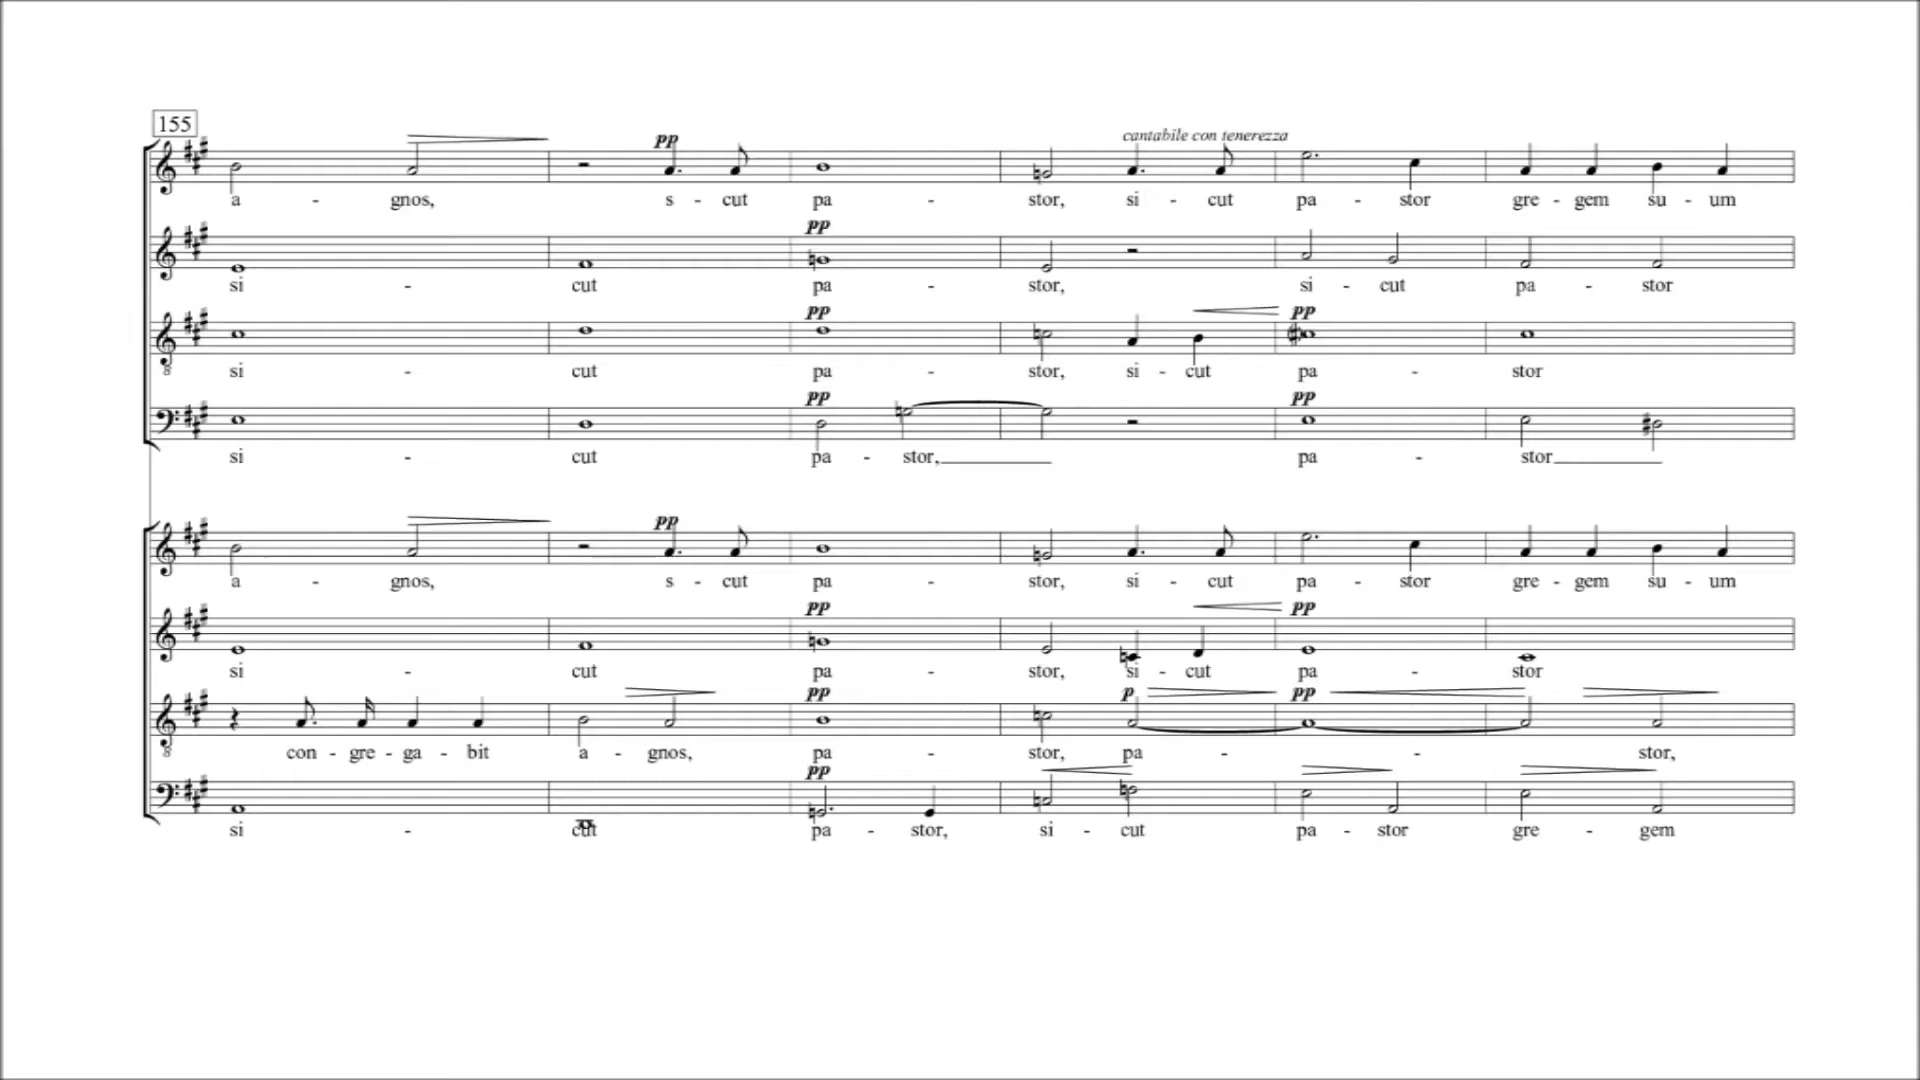 155
pp cantabile con tenerezza
a - gnos, s - cut pa - stor, si - cut pa - stor gre - gem su - um
pp
si - cut pa - stor, si - cut pa - stor
pp pp
si - cut pa - stor, si - cut pa - stor
pp pp
si - cut pa - stor, pa - stor
pp
a - gnos, s - cut pa - stor, si - cut pa - stor gre - gem su - um
pp pp
si - cut pa - stor, si - cut pa - stor
pp p pp
con - gre - ga - bit a - gnos, pa - stor, pa - - stor,
pp
si - cut pa - stor, si - cut pa - stor gre - gem